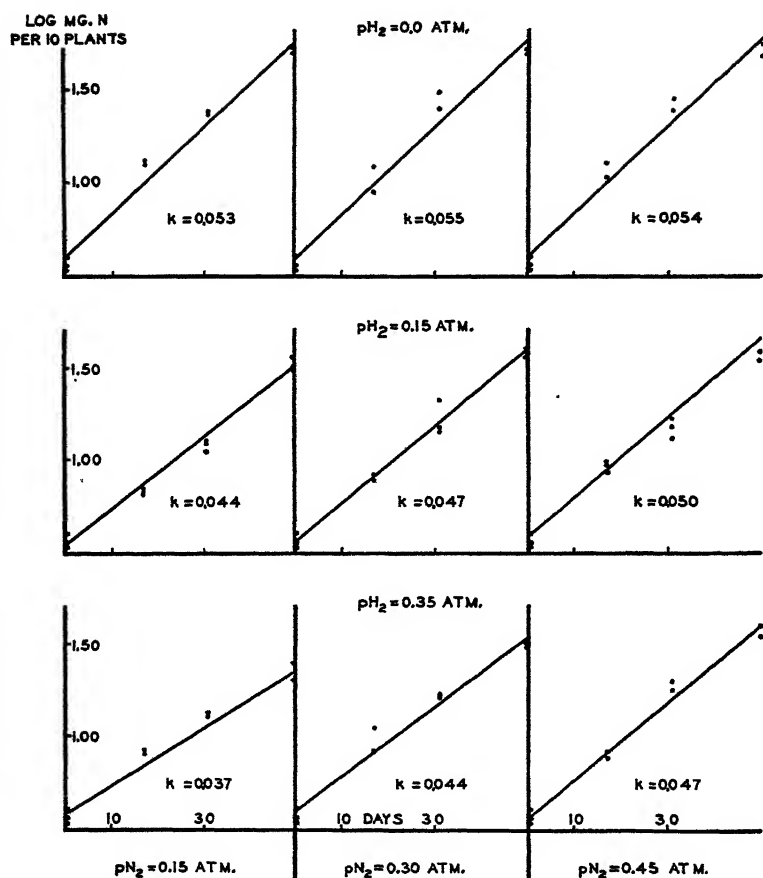 LOG MG. N
PER 10 PLANTS
pH2=0.0 ATM.
1.50
1.00
k=0.053
k=0.055
k=0.054
pH2=0.15 ATM.
1.50
1.00
k=0.044
k=0.047
k=0.050
pH2=0.35 ATM.
1.50
1.00
k=0.037
k=0.044
k=0.047
10 30 10 DAYS 30 10 30
pN2=0.15 ATM. pN2=0.30 ATM. pN2=0.45 ATM.